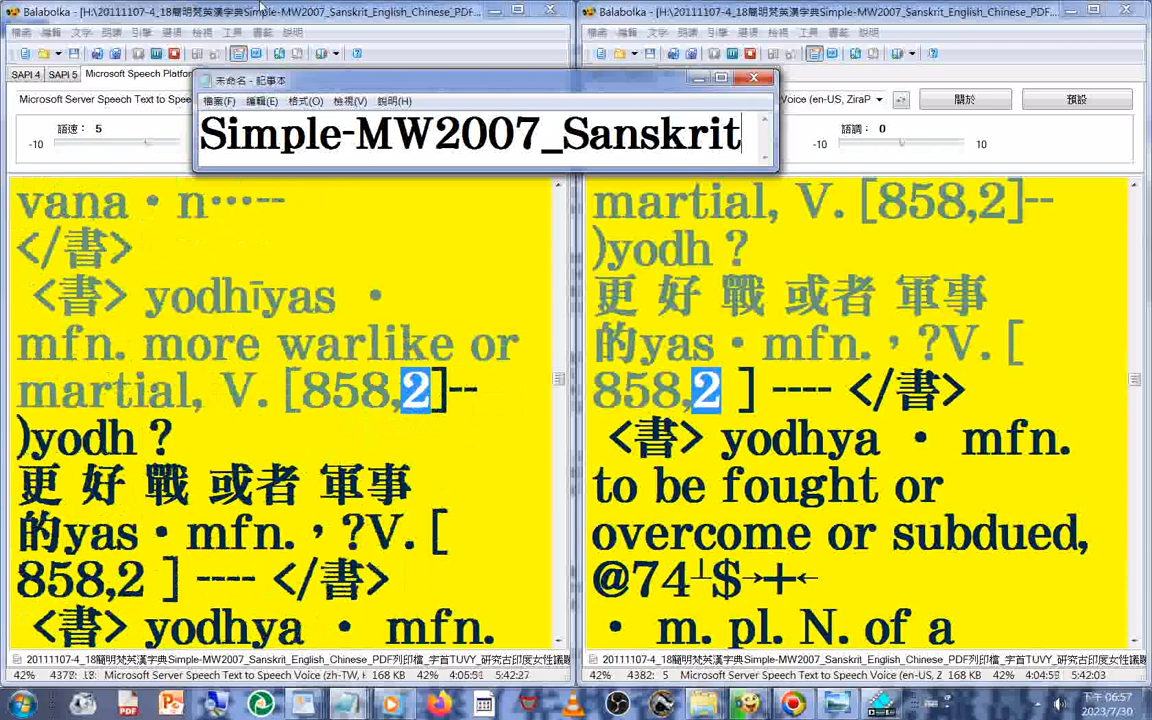 Balabolka - [H:\20111107-4_18簡明梵英漢字典Simple-MW2007_Sanskrit_English_Chinese_PDf...
Balabolka - [H:\20111107-4_18簡明梵英漢字典Simple-MW2007_Sanskrit_English_Chinese_PDF...
SAPI 4 SAPI 5 Microsoft Speech Platfo
未命名 - 記事本
檔案(F) 編輯(E) 格式(O) 檢視(V) 說明(H)
Simple-MW2007_Sanskrit
Microsoft Server Speech Text to Spee
Voice (en-US, ZiraP
關於
預設
語速： 5
-10
語調： 0
-10 10
vana • n…--
</書>
<書> yodhīyas •
mfn. more warlike or
martial, V. [858,2]--
)yodh？
更 好 戰 或者 軍事
的yas • mfn.，?V. [
858,2 ] ---- </書>
<書> yodhya • mfn.
martial, V. [858,2]--
)yodh？
更 好 戰 或者 軍事
的yas • mfn.，?V. [
858,2 ] ---- </書>
<書> yodhya • mfn.
to be fought or
overcome or subdued,
@74┴$→+←
• m. pl. N. of a
20111107-4_18簡明梵英漢字典Simple-MW2007_Sanskrit_English_Chinese_PDF列印檔_字首TUVY_研究古印度女性議題
20111107-4_18簡明梵英漢字典Simple-MW2007_Sanskrit_English_Chinese_PDF列印檔_字首TUVY_研究古印度女性議題
42% 4378: 18: Microsoft Server Speech Text to Speech Voice (zh-TW, H 168 KB 4:05:59 5:42:27
42% 4382: 5 Microsoft Server Speech Text to Speech Voice (en-US, Z 168 KB 4:04:55 5:42:03
下午 06:57
2023/7/30